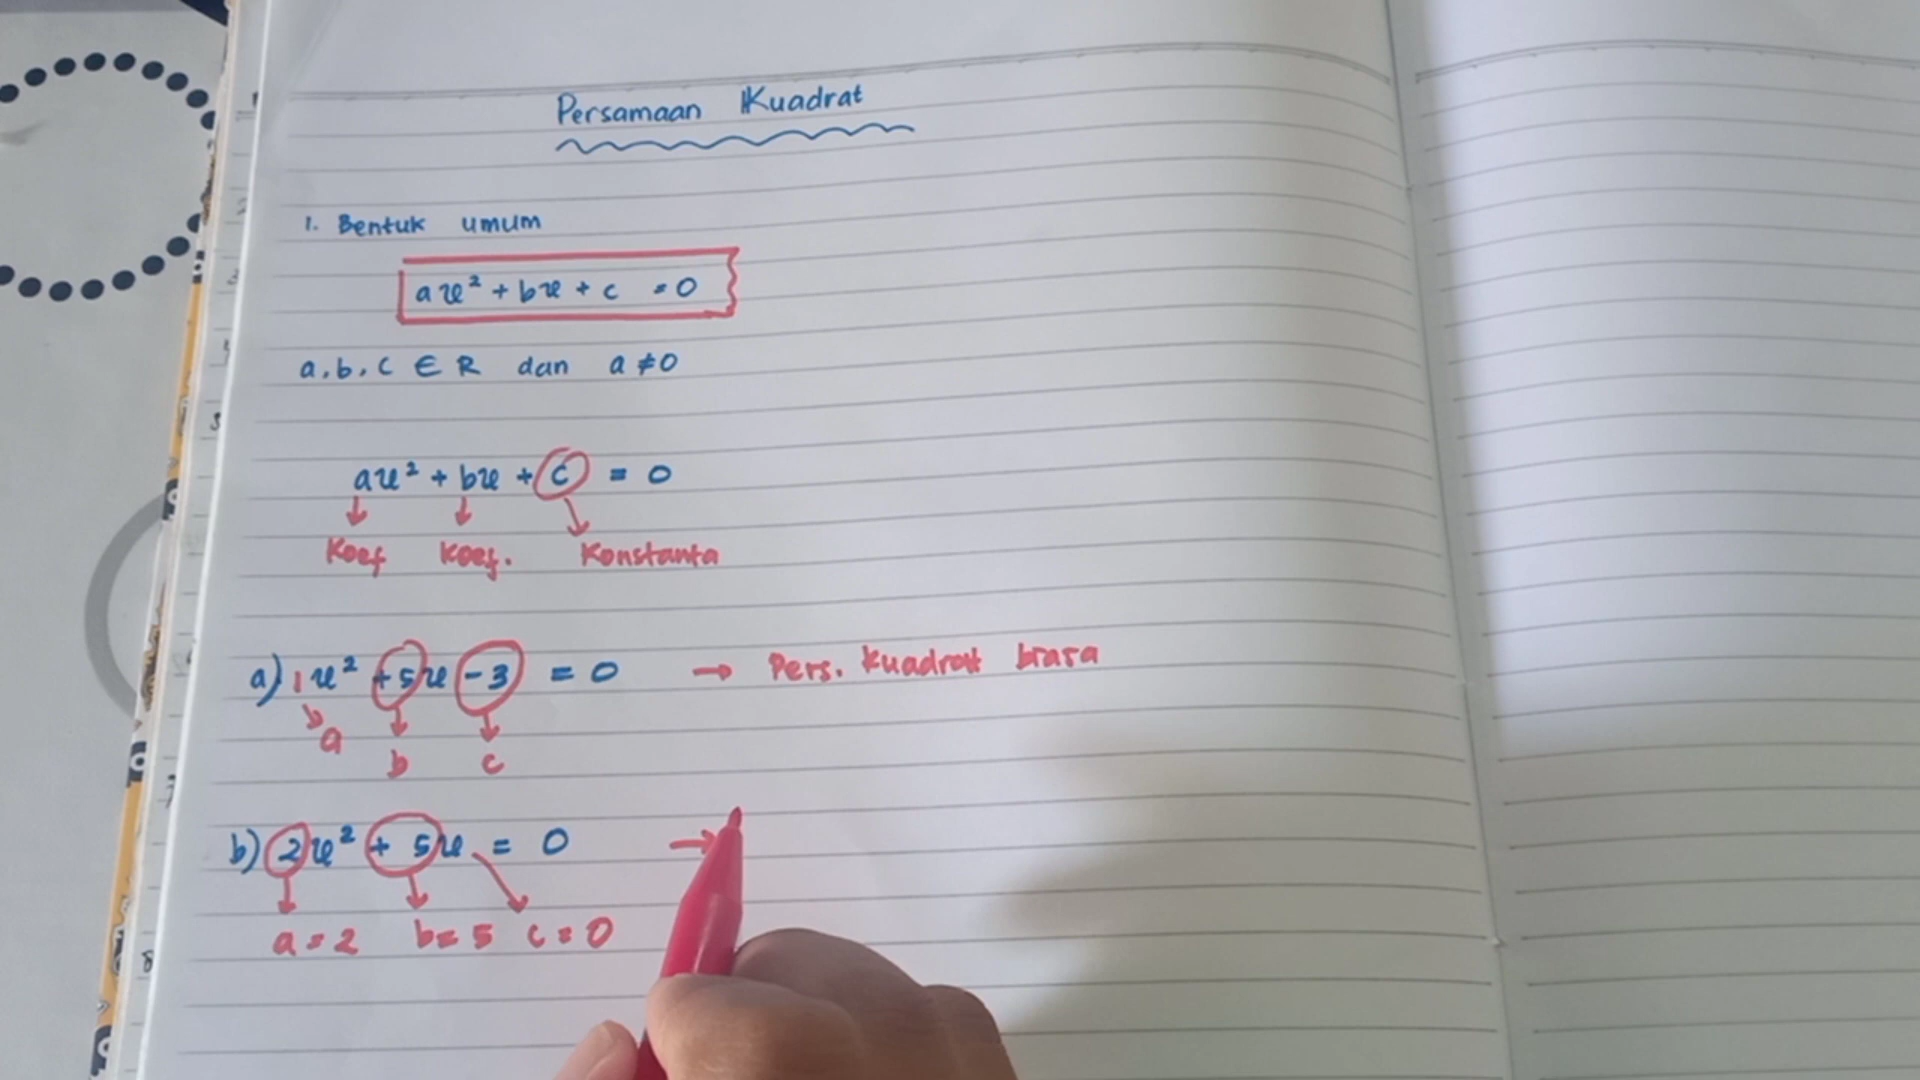 Persamaan Kuadrat
1. Bentuk umum
ax² + bx + c = 0
a, b, c ∈ R dan a ≠ 0
ax² + bx + c = 0
Koef Koef. Konstanta
a) 1x² + 5x - 3 = 0 → Pers. Kuadrat biasa
a b c
b) 2x² + 5x = 0 →
a = 2 b = 5 c = 0